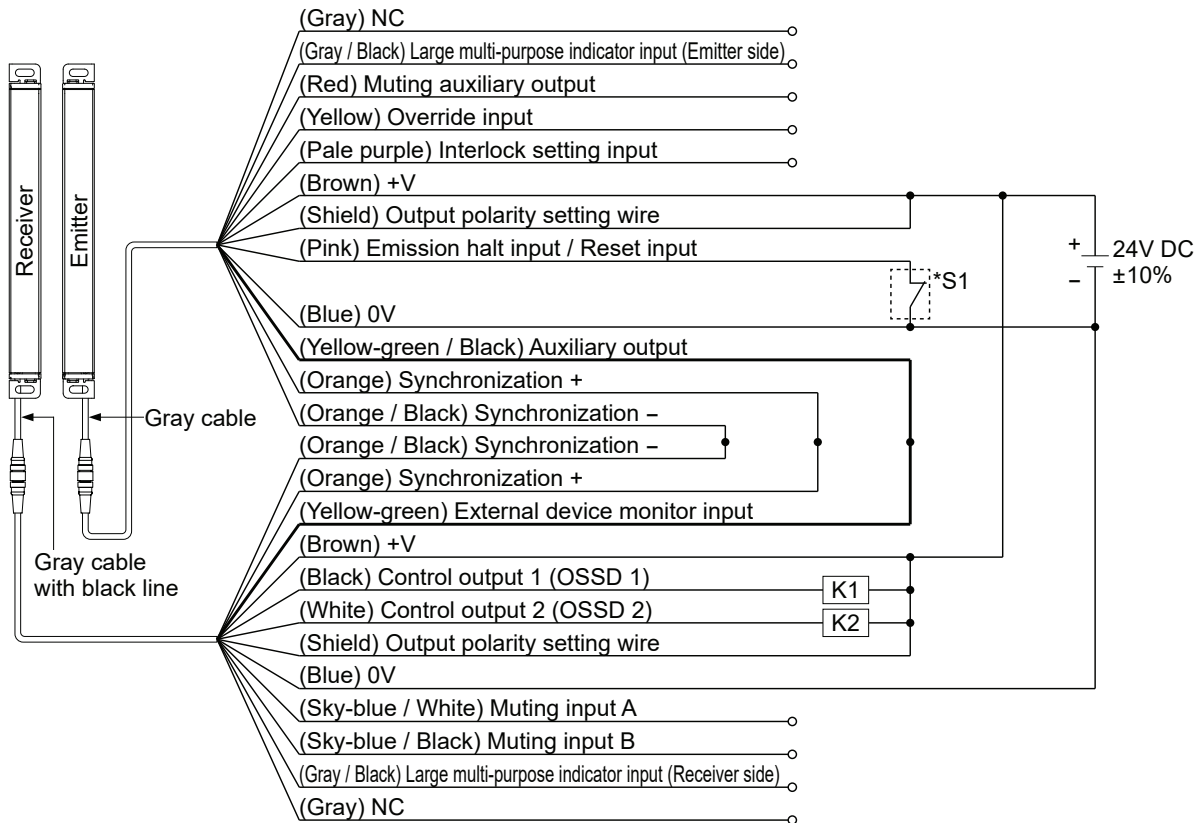 (Gray) NC
(Gray / Black) Large multi-purpose indicator input (Emitter side)
(Red) Muting auxiliary output
(Yellow) Override input
(Pale purple) Interlock setting input
(Brown) +V
(Shield) Output polarity setting wire
(Pink) Emission halt input / Reset input
*S1
+
−
24V DC
±10%
(Blue) 0V
(Yellow-green / Black) Auxiliary output
(Orange) Synchronization +
(Orange / Black) Synchronization −
(Orange / Black) Synchronization −
(Orange) Synchronization +
(Yellow-green) External device monitor input
(Brown) +V
(Black) Control output 1 (OSSD 1)
K1
(White) Control output 2 (OSSD 2)
K2
(Shield) Output polarity setting wire
(Blue) 0V
(Sky-blue / White) Muting input A
(Sky-blue / Black) Muting input B
(Gray / Black) Large multi-purpose indicator input (Receiver side)
(Gray) NC
Receiver
Emitter
Gray cable
Gray cable
with black line